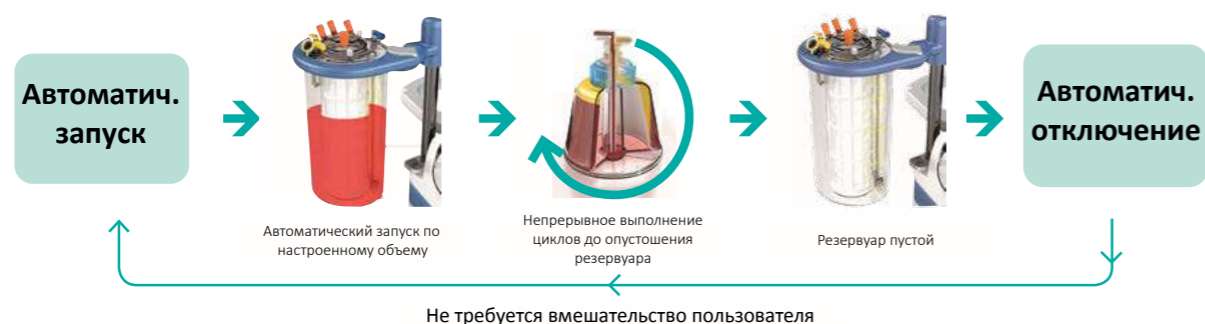 Автоматич.
запуск
Автоматический запуск по
настроенному объему
Непрерывное выполнение
циклов до опустошения
резервуара
Резервуар пустой
Автоматич.
отключение
Не требуется вмешательство пользователя